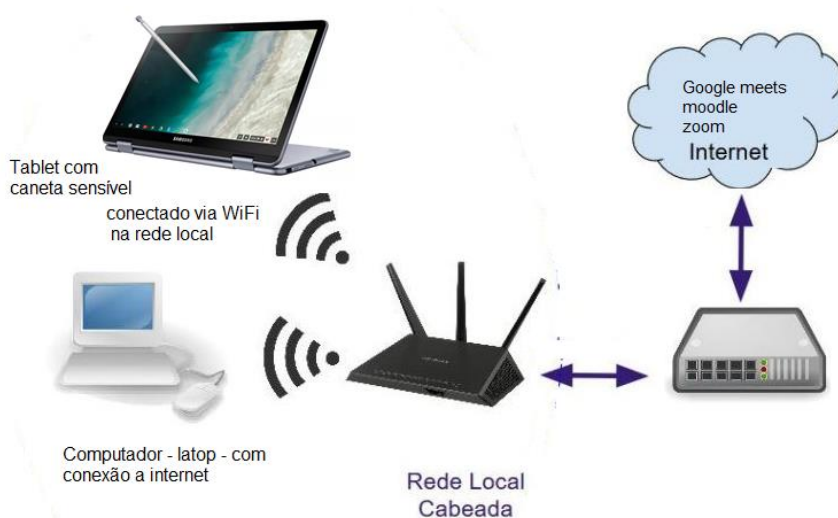 SAMSUNG
Tablet com
caneta sensível
conectado via WiFi
na rede local
Computador - latop - com
conexão a internet
Google meets
moodle
zoom
Internet
Rede Local
Cabeada